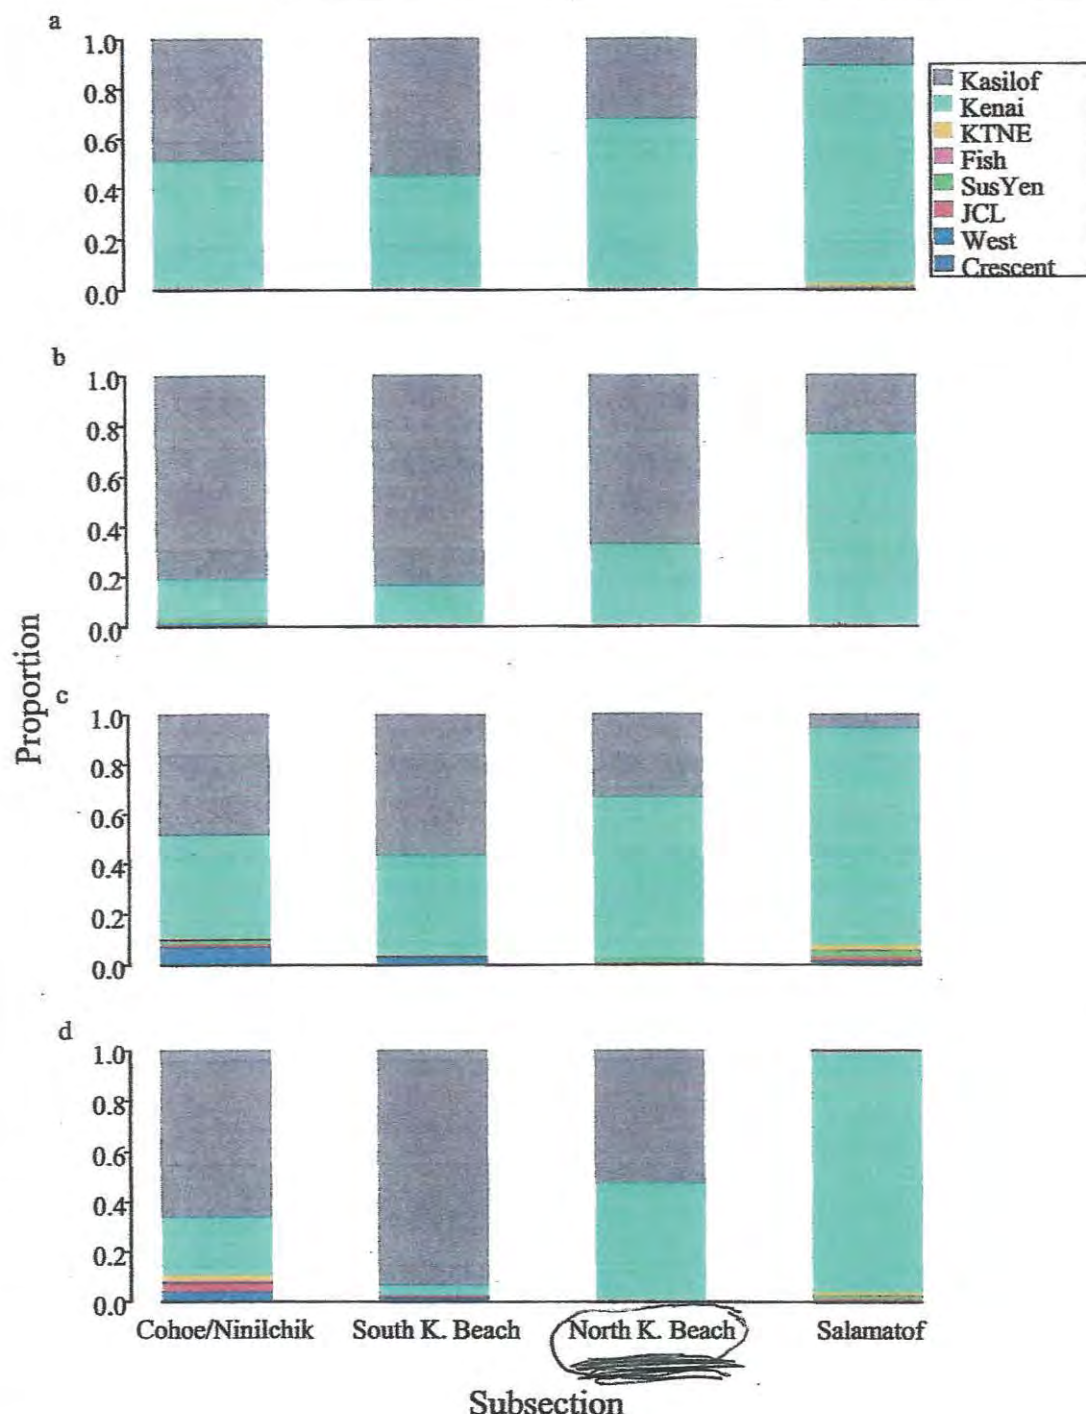 a
1.0
0.8
0.6
0.4
0.2
0.0
Kasilof
Kenai
KTNE
Fish
SusYen
JCL
West
Crescent
b
1.0
0.8
0.6
0.4
0.2
0.0
Proportion
c
1.0
0.8
0.6
0.4
0.2
0.0
d
1.0
0.8
0.6
0.4
0.2
0.0
Cohoe/Ninilchik South K. Beach North K. Beach Salamatof
Subsection